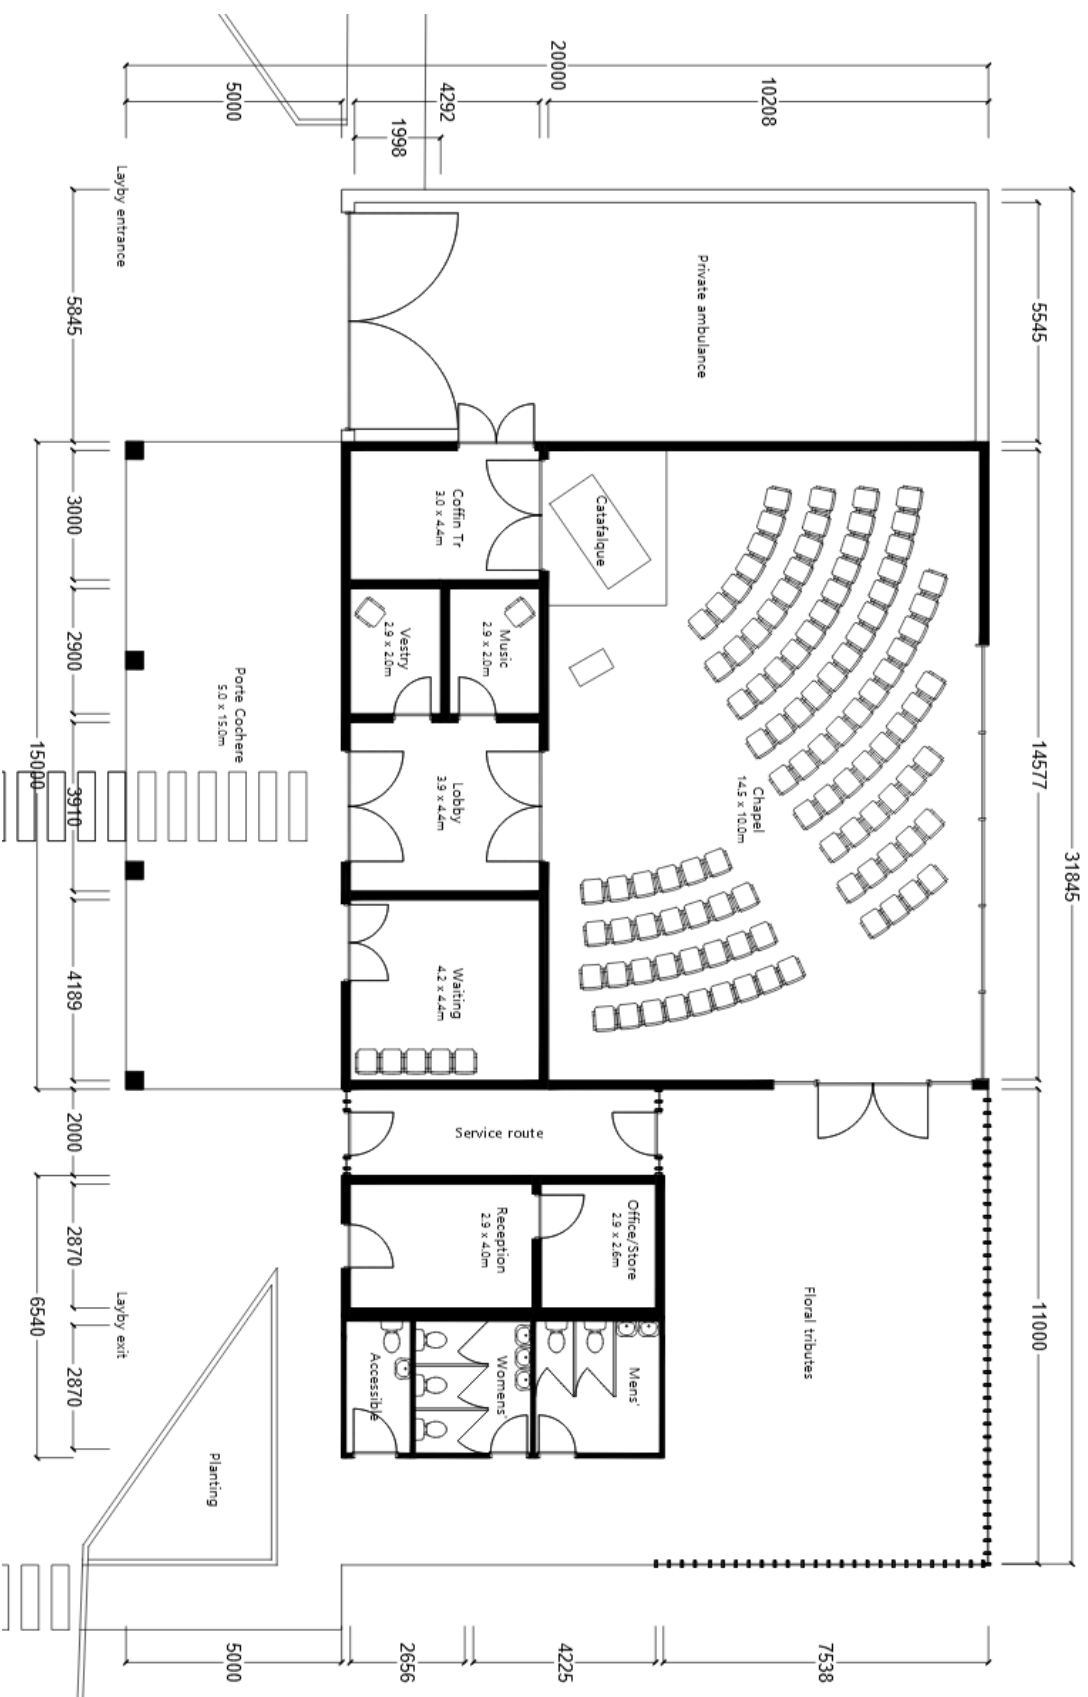 20000
5000
4292
10208
1998
Layby entrance
5845
Private ambulance
5545
3000
2900
15000
3910
4189
Coffin Tr
3.0 x 4.4m
Catafalque
Vestry
2.9 x 2.0m
Music
2.9 x 2.0m
Porte Cochere
5.0 x 15.0m
Lobby
3.9 x 4.4m
Chapel
14.5 x 10.0m
14577
31845
Waiting
4.2 x 4.4m
2000
Service route
2870
6540
2870
Layby exit
Reception
2.9 x 4.0m
Office/Store
2.9 x 2.6m
Floral tributes
11000
Accessible
Womens'
Mens'
Planting
5000
2656
4225
7538